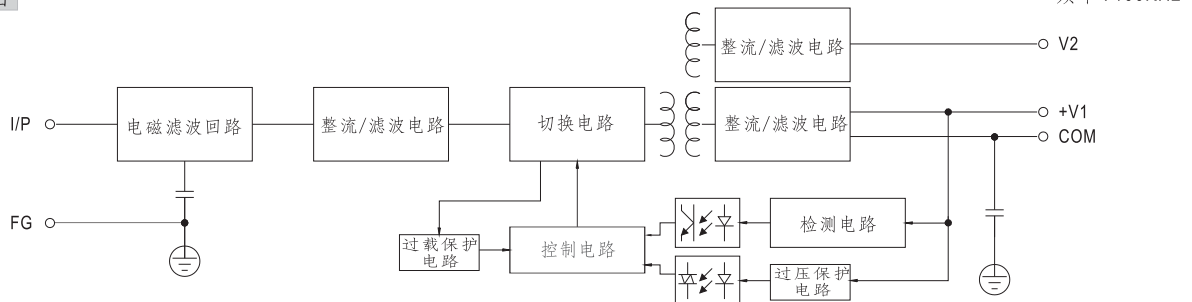 整流/滤波电路
V2
I/P
电磁滤波回路
整流/滤波电路
切换电路
整流/滤波电路
+V1
COM
FG
过载保护
电路
控制电路
检测电路
过压保护
电路